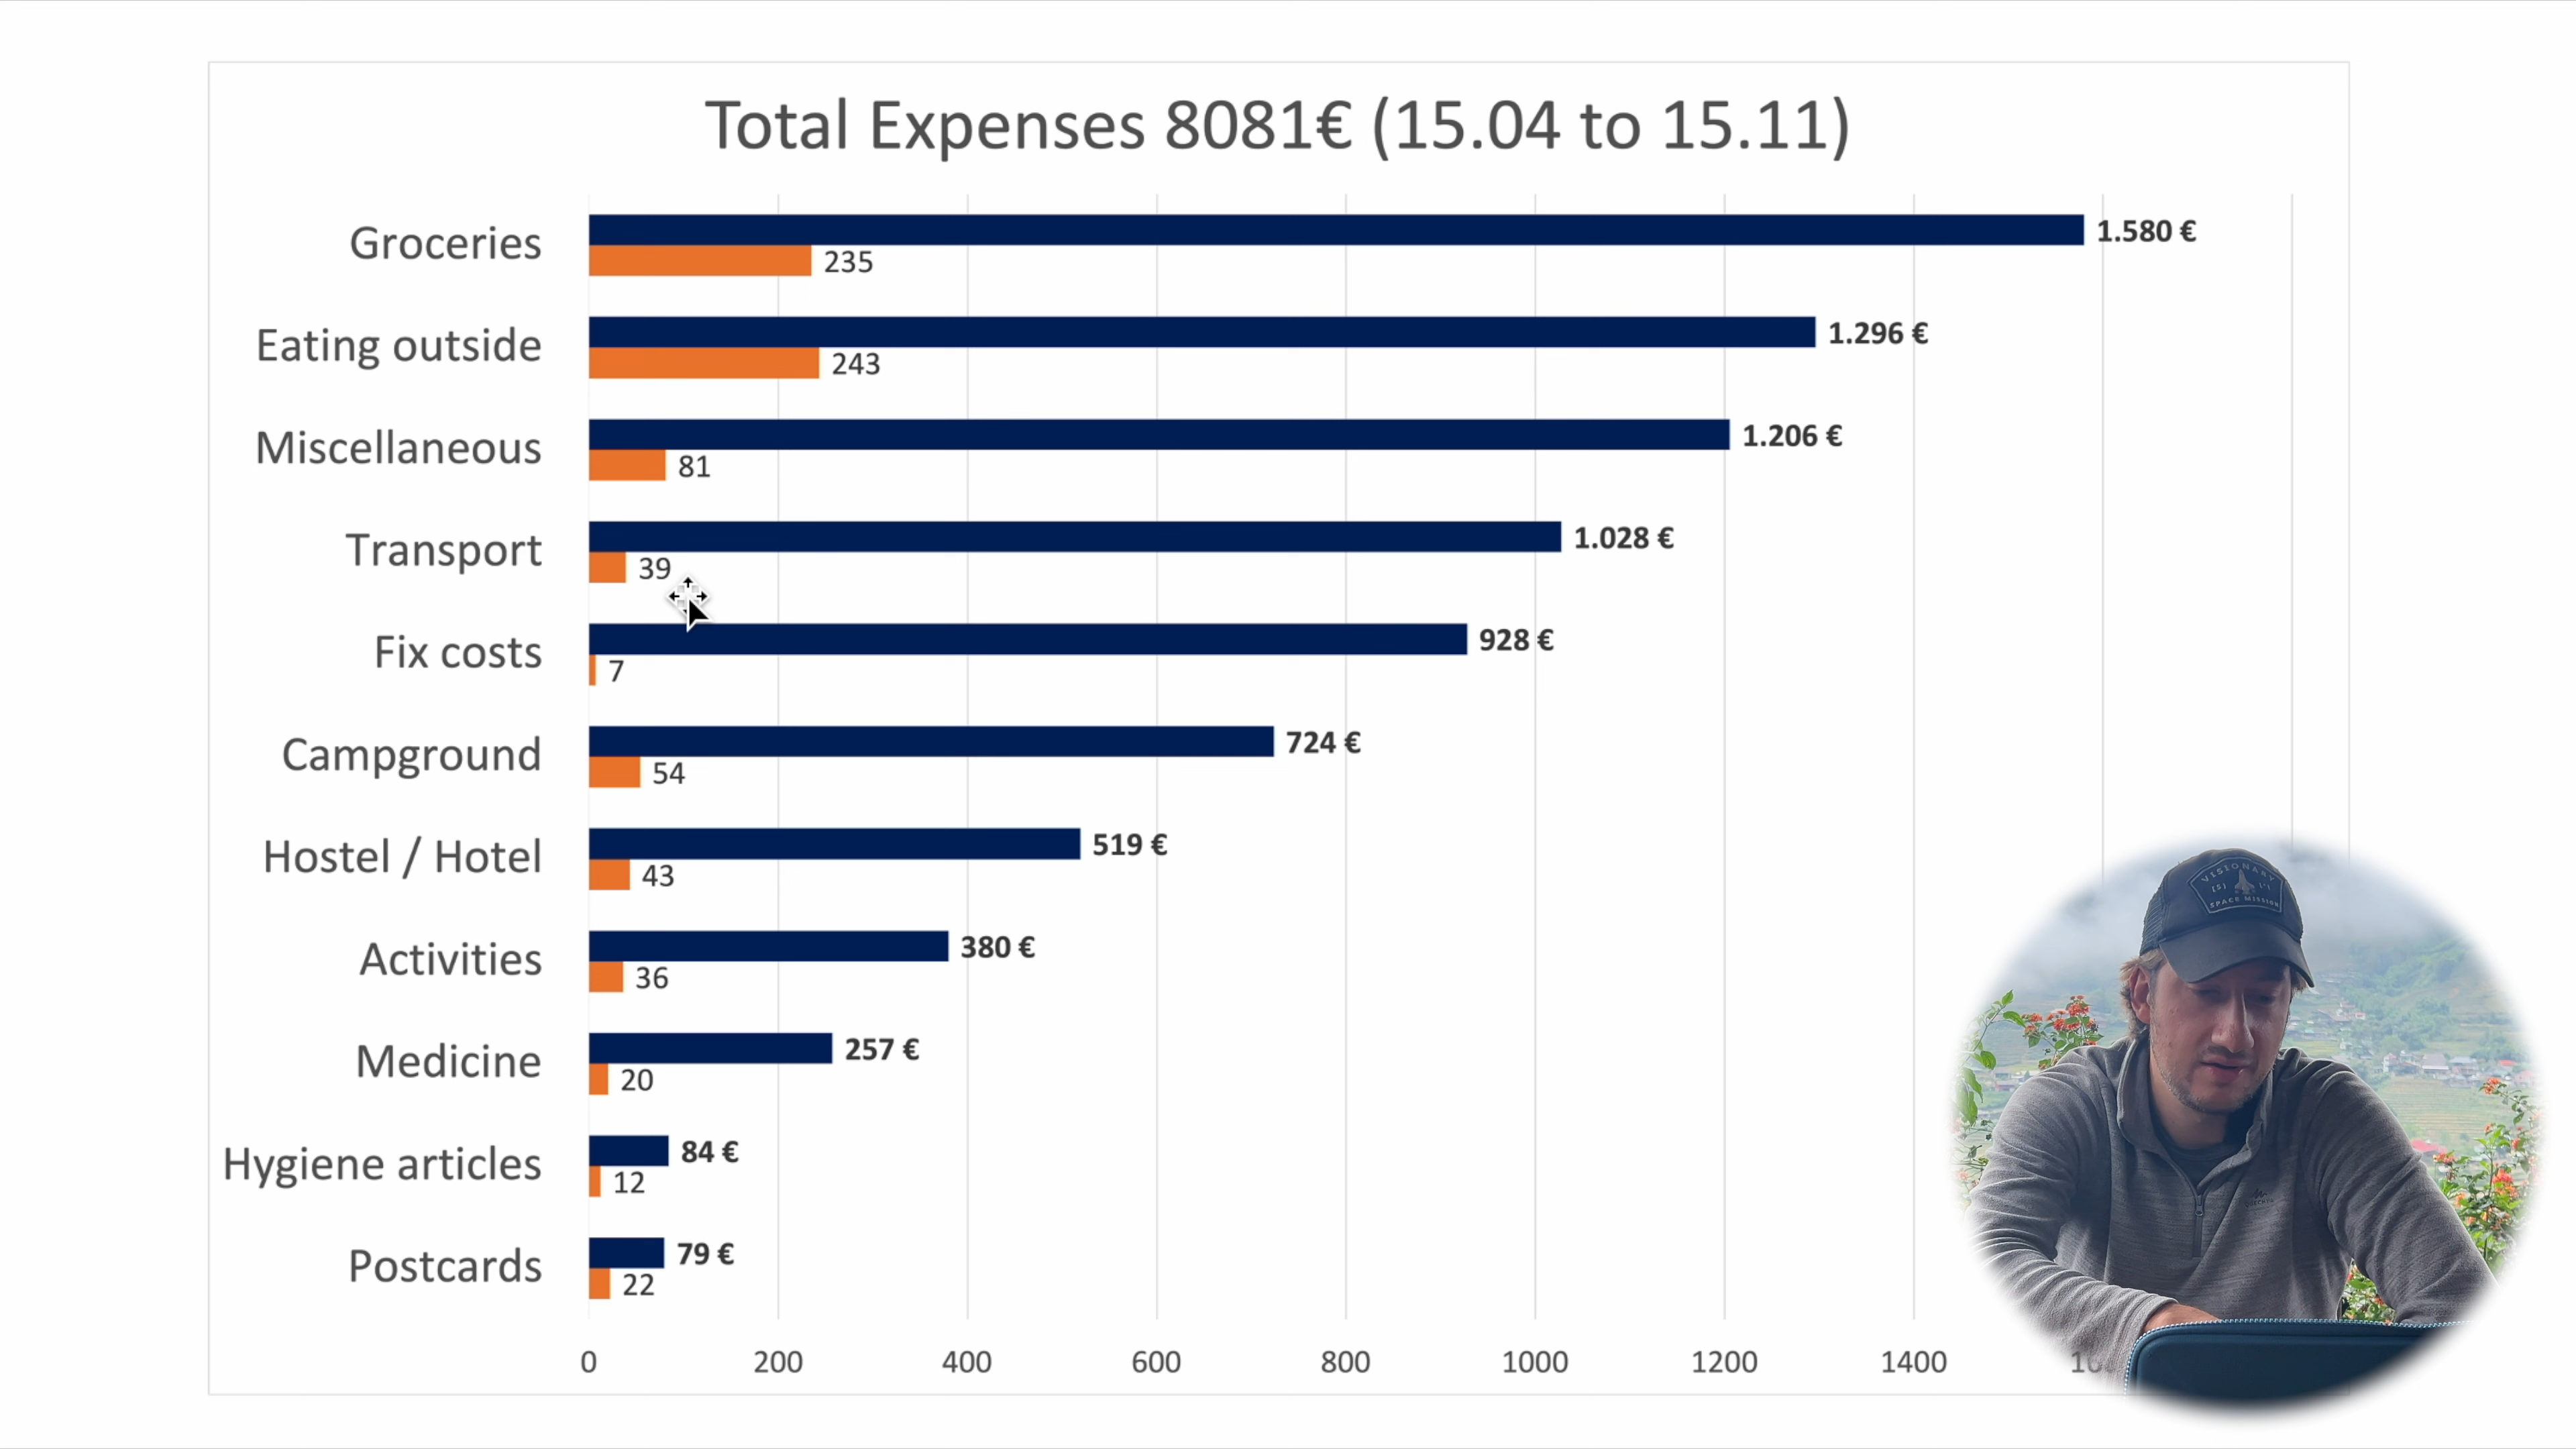 Total Expenses 8081€ (15.04 to 15.11)
Groceries
1.580 €
235
Eating outside
1.296 €
243
Miscellaneous
1.206 €
81
Transport
1.028 €
39
Fix costs
928 €
7
Campground
724 €
54
Hostel / Hotel
519 €
43
Activities
380 €
36
Medicine
257 €
20
Hygiene articles
84 €
12
Postcards
79 €
22
0 200 400 600 800 1000 1200 1400
VISIONARY
SPACE MISSION